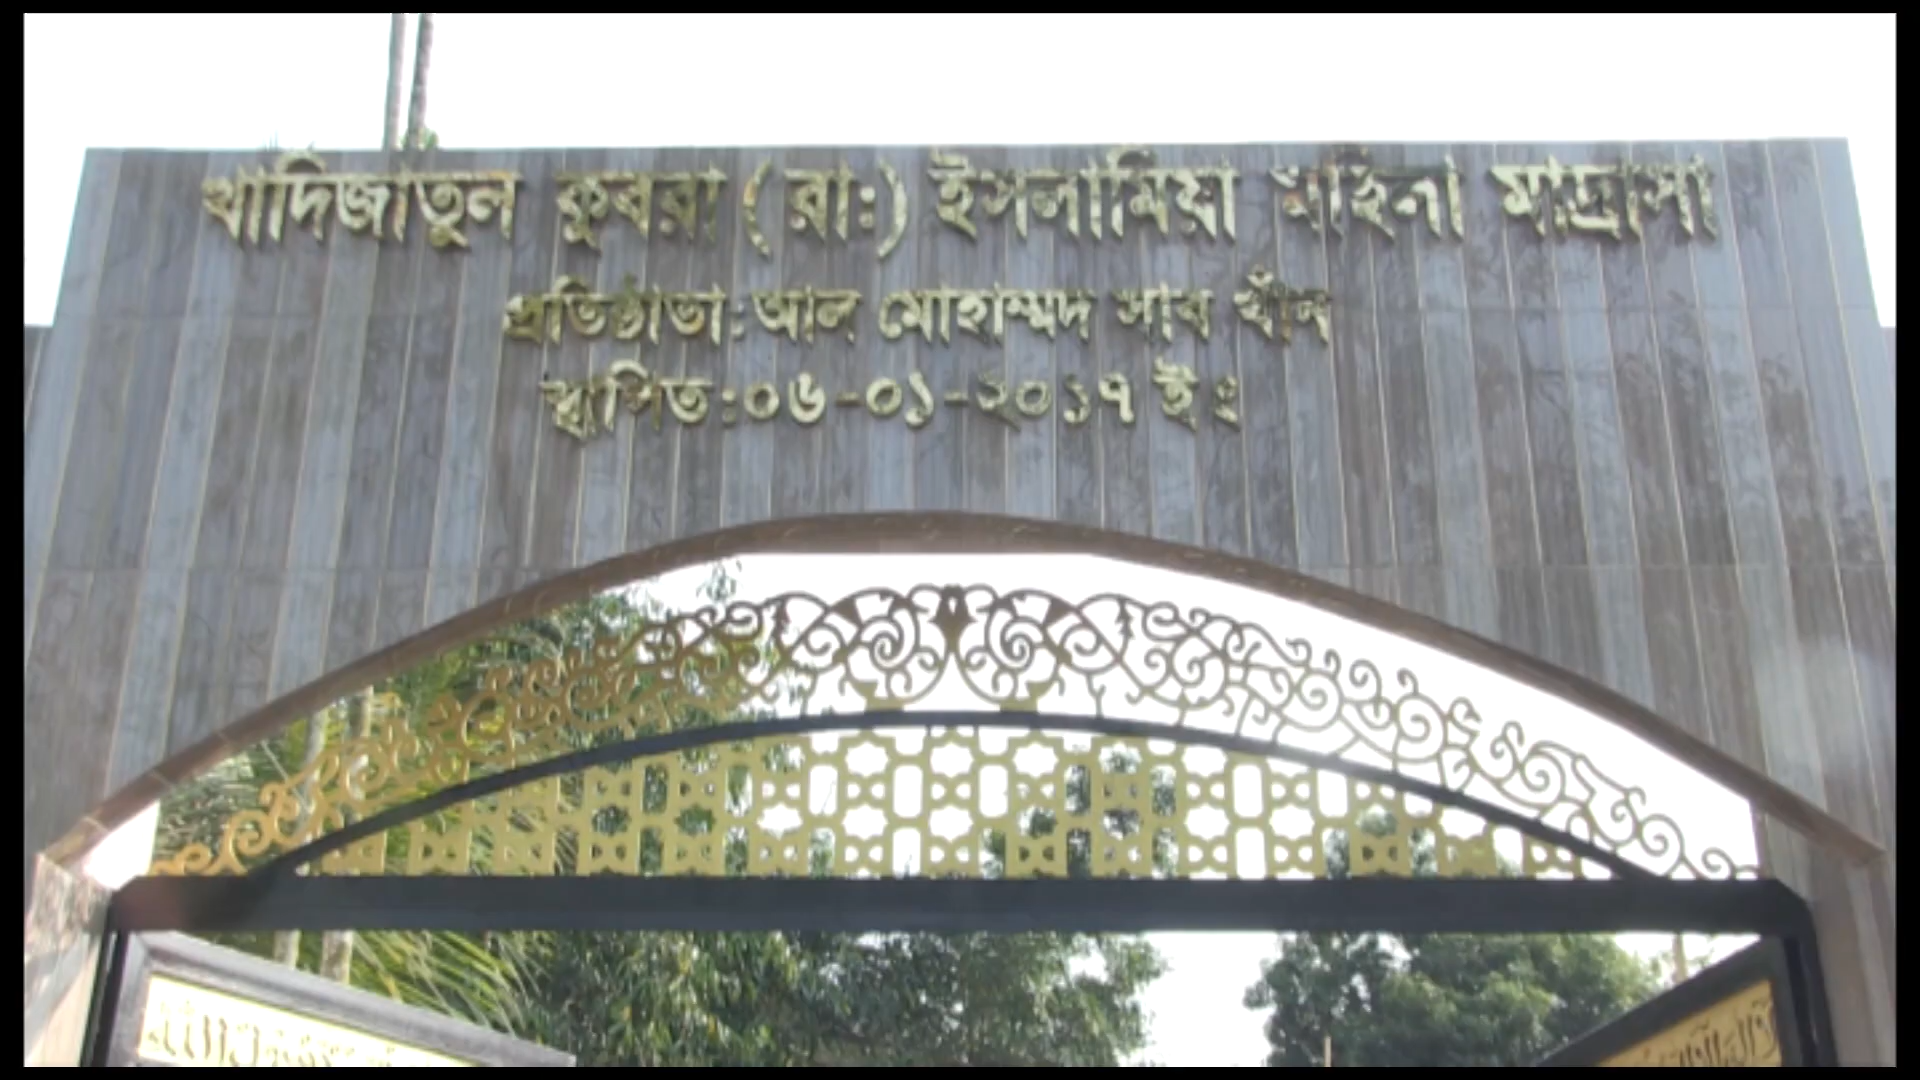 খাদিজাতুল কুবরা (রা:) ইসলামিয়া মহিলা মাদ্রাসা
প্রতিষ্ঠাতা:আল মোহাম্মদ সাব খাঁন
স্থাপিত:০৬-০১-২০১৭ ইং